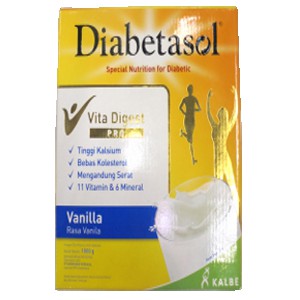 Diabetasol
Special Nutrition for Diabetic
Vita Digest
PRO
Tinggi Kalsium
Bebas Kolesterol
Mengandung Serat
11 Vitamin & 6 Mineral
Vanilla
Rasa Vanila
KALBE